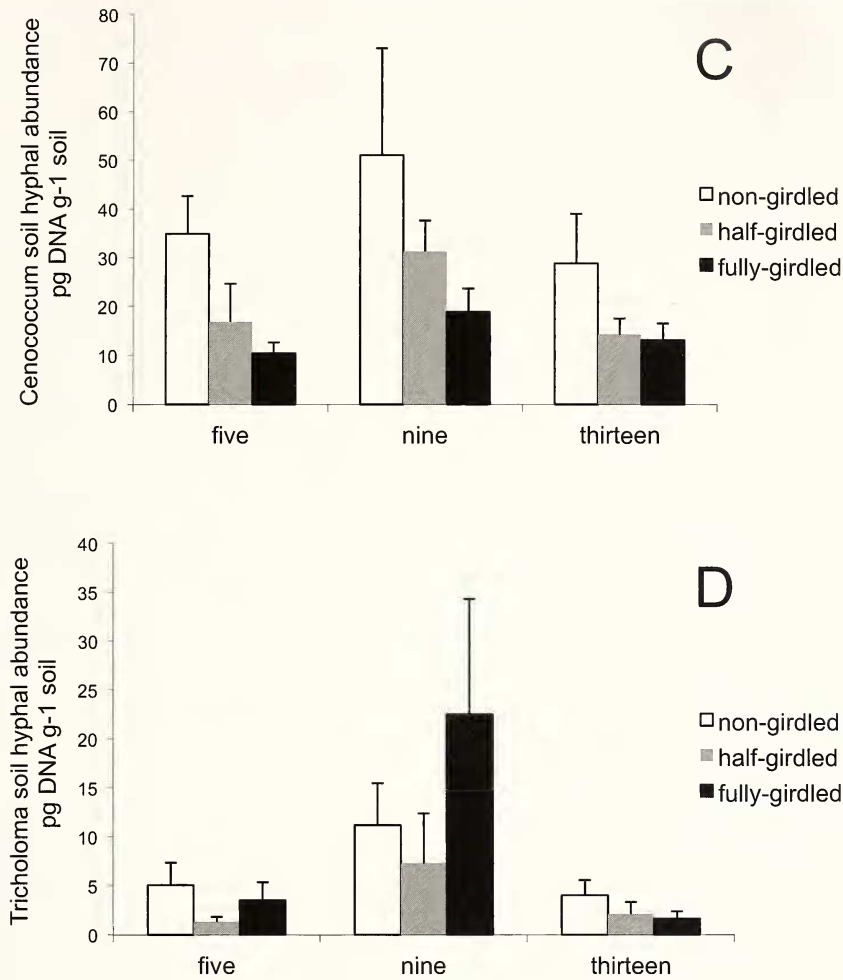 Cenococcum soil hyphal abundance
pg DNA g-1 soil
80
70
60
50
40
30
20
10
0
five nine thirteen
C
non-girdled
half-girdled
fully-girdled
Tricholoma soil hyphal abundance
pg DNA g-1 soil
40
35
30
25
20
15
10
5
0
five nine thirteen
D
non-girdled
half-girdled
fully-girdled